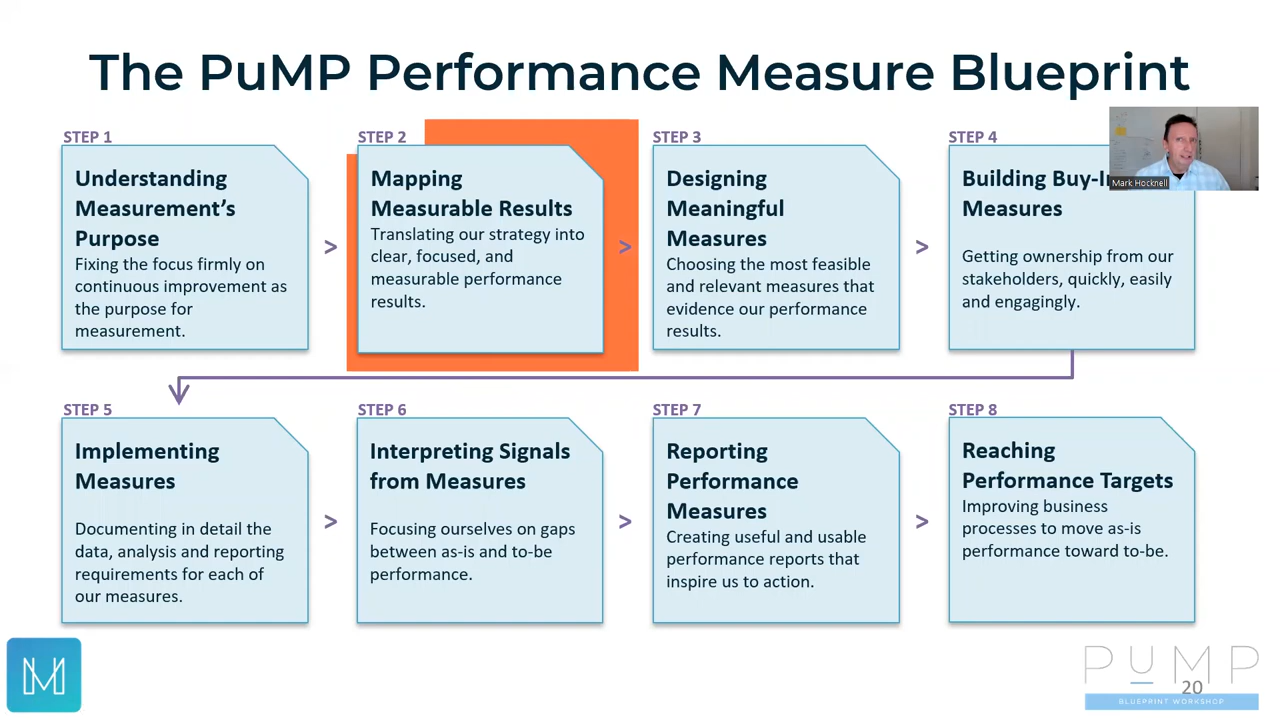 The PuMP Performance Measure Blueprint
STEP 1
Understanding
Measurement's
Purpose
Fixing the focus firmly on
continuous improvement as
the purpose for
measurement.
>
STEP 2
Mapping
Measurable Results
Translating our strategy into
clear, focused, and
measurable performance
results.
>
STEP 3
Designing
Meaningful
Measures
Choosing the most feasible
and relevant measures that
evidence our performance
results.
>
STEP 4
Building
Measures
Getting ownership from our
stakeholders, quickly, easily
and engagingly.
Mark Hocknell
STEP 5
Implementing
Measures
Documenting in detail the
data, analysis and reporting
requirements for each of
our measures.
>
STEP 6
Interpreting Signals
from Measures
Focusing ourselves on gaps
between as-is and to-be
performance.
>
STEP 7
Reporting
Performance
Measures
Creating useful and usable
performance reports that
inspire us to action.
>
STEP 8
Reaching
Performance Targets
Improving business
processes to move as-is
performance toward to-be.
M
PUMP
20
BLUEPRINT WORKSHOP